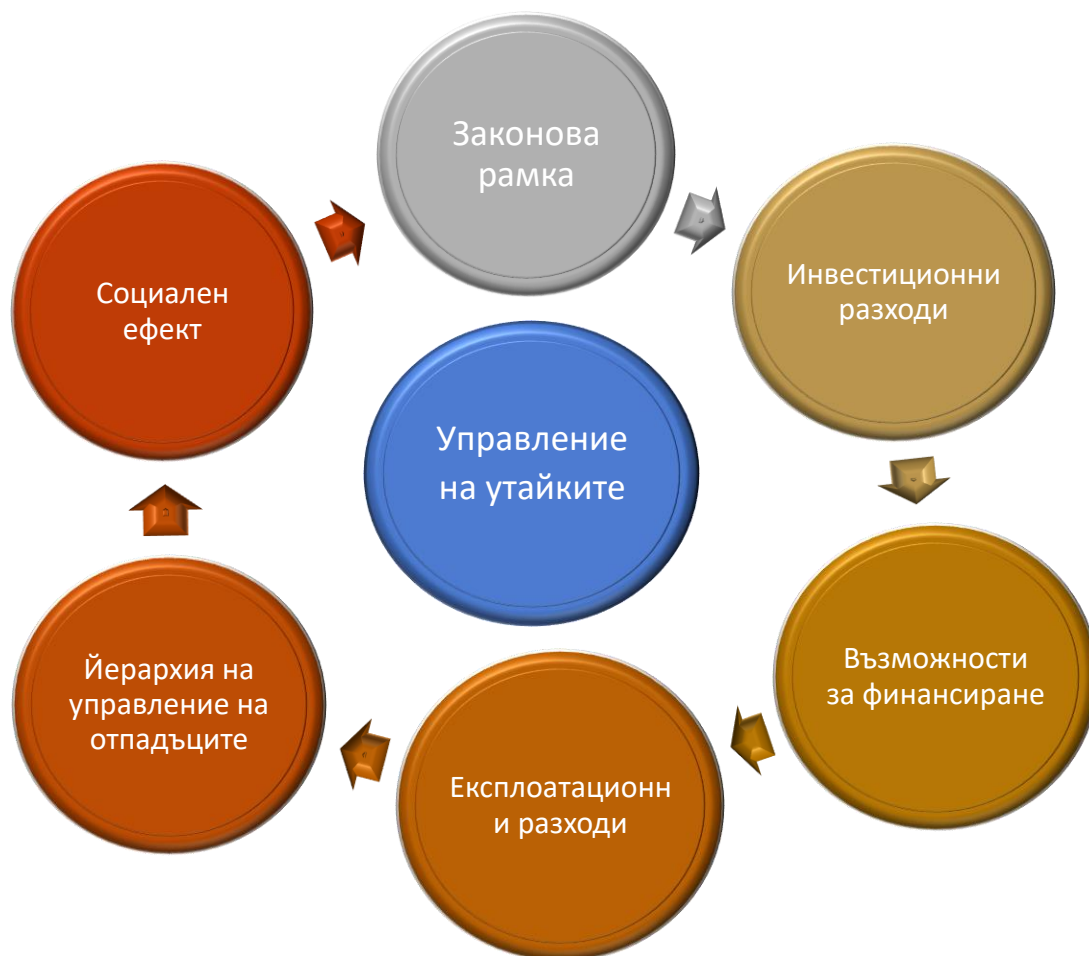 Законова
рамка
Инвестиционни
разходи
Възможности
за финансиране
Експлоатационн
и разходи
Йерархия на
управление на
отпадъците
Социален
ефект
Управление
на утайките